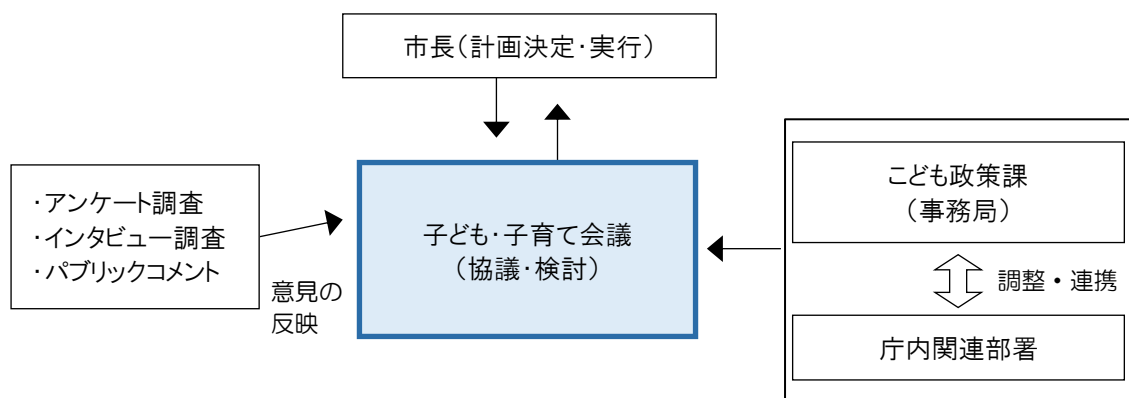 市長(計画決定・実行)
・アンケート調査
・インタビュー調査
・パブリックコメント
意見の
反映
子ども・子育て会議
(協議・検討)
こども政策課
(事務局)
調整・連携
庁内関連部署